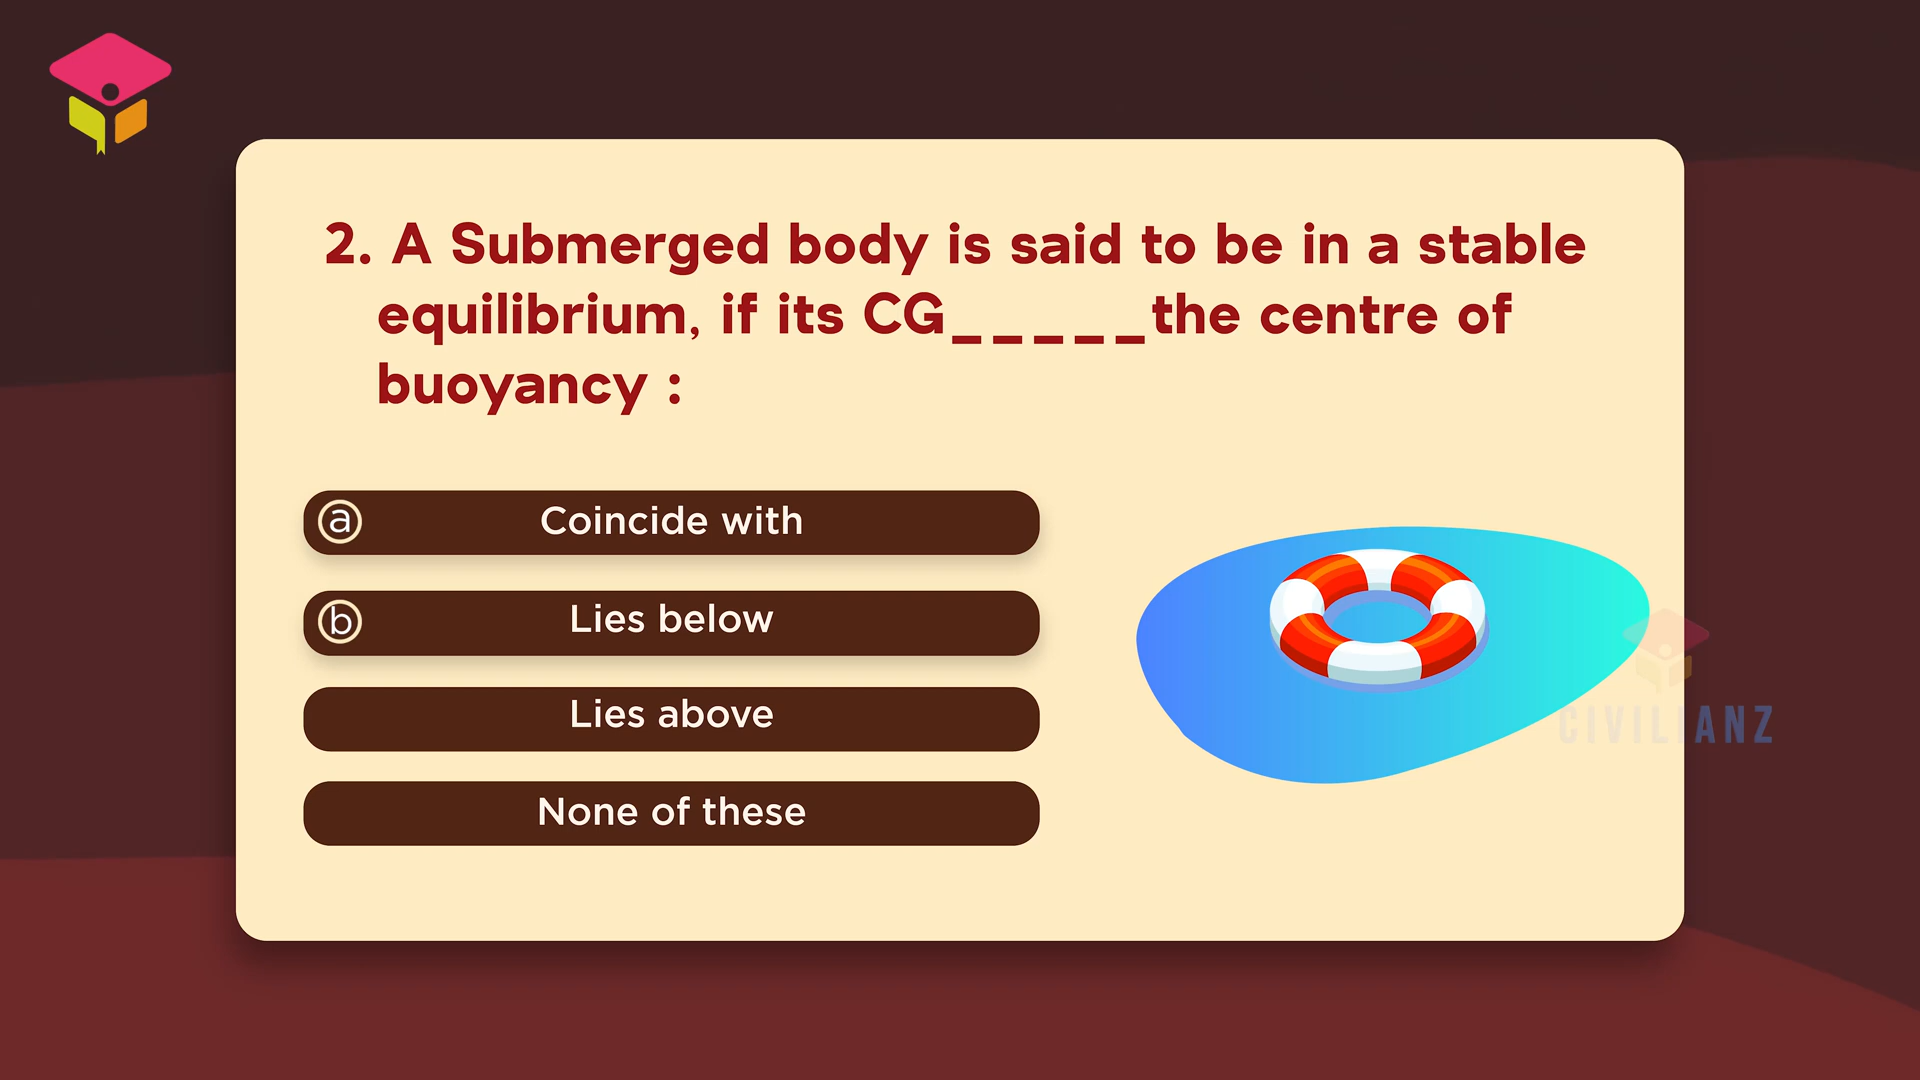 2. A Submerged body is said to be in a stable
equilibrium, if its CG_____the centre of
buoyancy :
ⓐ Coincide with
ⓑ Lies below
Lies above
None of these
CIVILIANZ